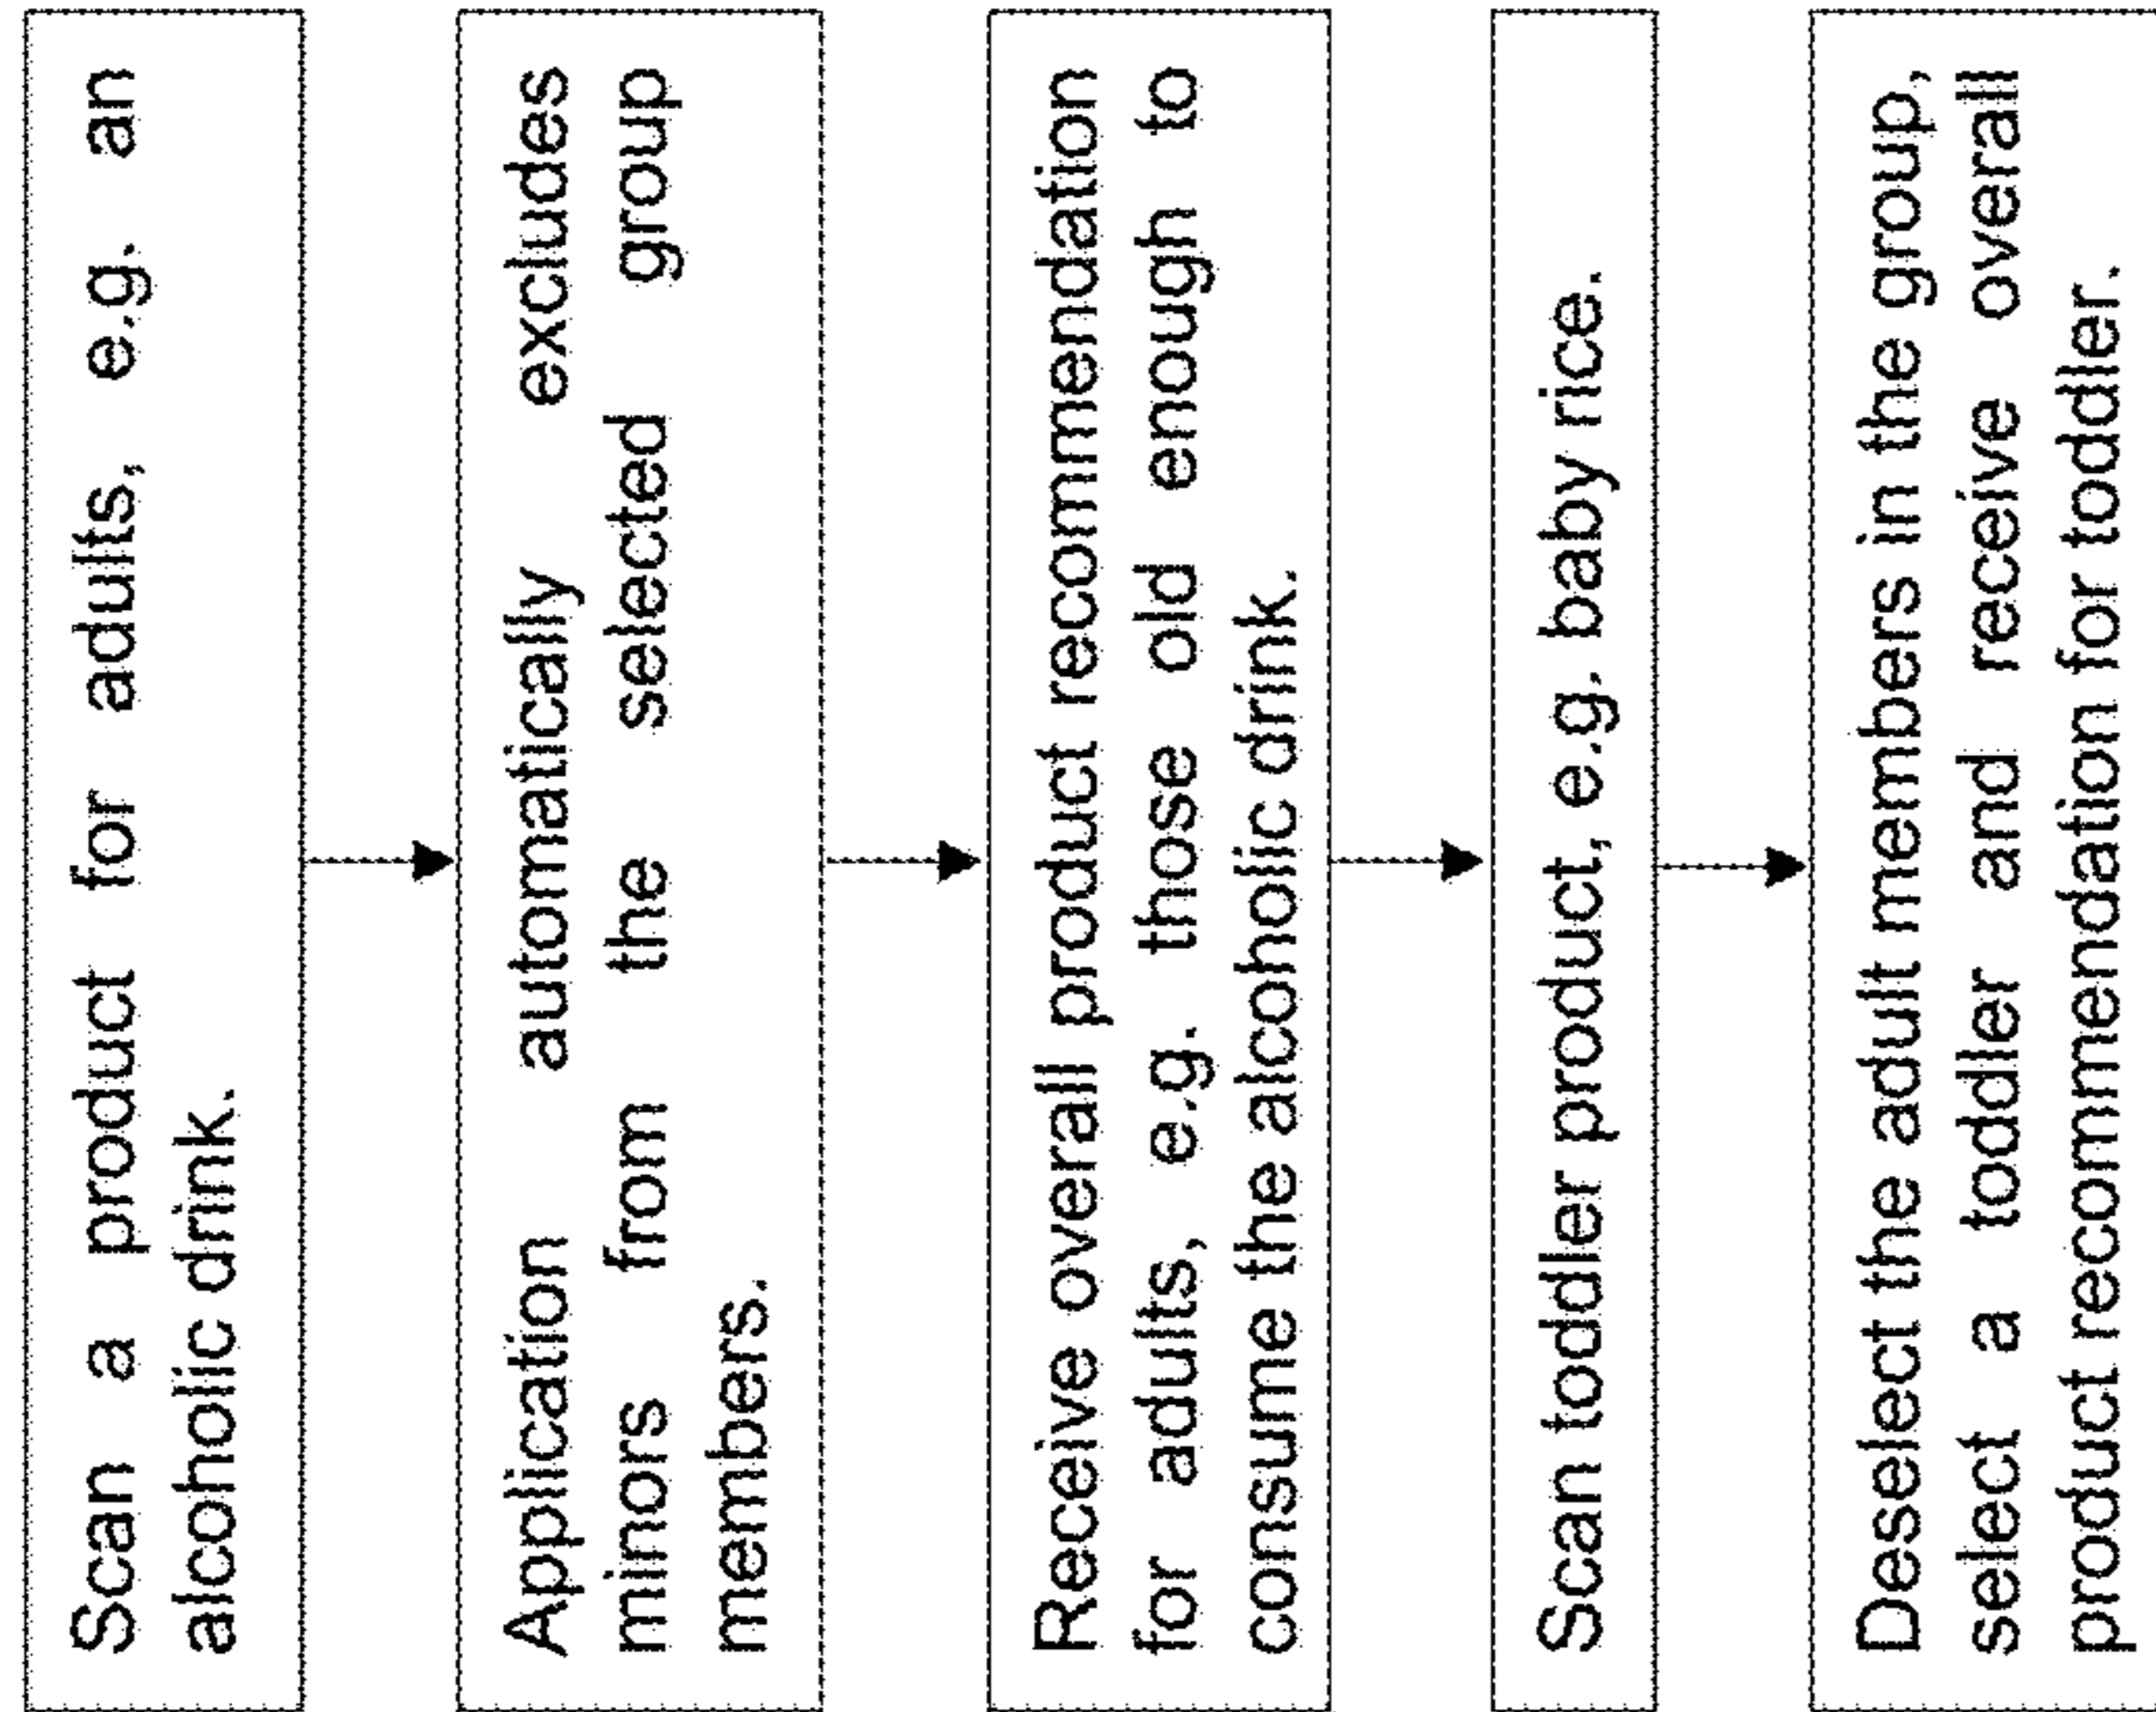 Scan a product for adults, e.g. an
alcoholic drink.
Application automatically excludes
minors from the selected group
members.
Receive overall product recommendation
for adults, e.g. those old enough to
consume the alcoholic drink.
Scan toddler product, e.g. baby rice.
Deselect the adult members in the group,
select a toddler and receive overall
product recommendation for toddler.